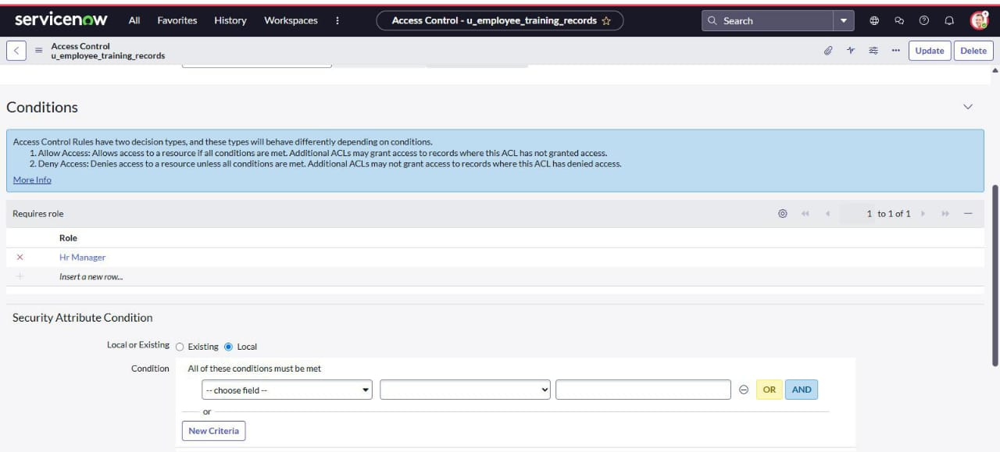 servicenow All Favorites History Workspaces Access Control - u_employee_training_records Search
Access Control
u_employee_training_records
Update Delete
Conditions
Access Control Rules have two decision types, and these types will behave differently depending on conditions.
1. Allow Access: Allows access to a resource if all conditions are met. Additional ACLs may grant access to records where this ACL has not granted access.
2. Deny Access: Denies access to a resource unless all conditions are met. Additional ACLs may not grant access to records where this ACL has denied access.
More Info
Requires role 1 to 1 of 1
Role
Hr Manager
Insert a new row...
Security Attribute Condition
Local or Existing Existing Local
Condition All of these conditions must be met
-- choose field -- OR AND
or
New Criteria